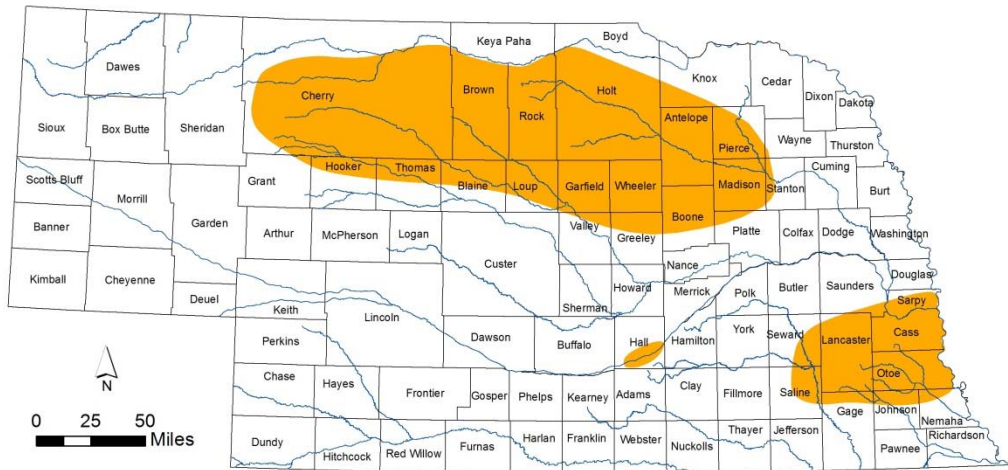 Keya Paha
Boyd
Dawes
Knox
Cedar
Dixon
Dakota
Cherry
Brown
Holt
Rock
Antelope
Sioux
Box Butte
Sheridan
Pierce
Wayne
Thurston
Scotts Bluff
Grant
Hooker
Thomas
Blaine
Loup
Garfield
Wheeler
Madison
Stanton
Cuming
Burt
Morrill
Garden
Boone
Banner
Arthur
McPherson
Logan
Valley
Greeley
Platte
Colfax
Dodge
Washington
Custer
Nance
Kimball
Cheyenne
Deuel
Keith
Lincoln
Sherman
Howard
Merrick
Polk
Butler
Saunders
Douglas
Sarpy
Perkins
Dawson
Buffalo
Hall
Hamilton
York
Seward
Lancaster
Cass
Otoe
Chase
Hayes
Frontier
Gosper
Phelps
Kearney
Adams
Clay
Fillmore
Saline
Gage
Johnson
Nemaha
Dundy
Hitchcock
Red Willow
Furnas
Harlan
Franklin
Webster
Nuckolls
Thayer
Jefferson
Pawnee
Richardson
N
0 25 50
Miles